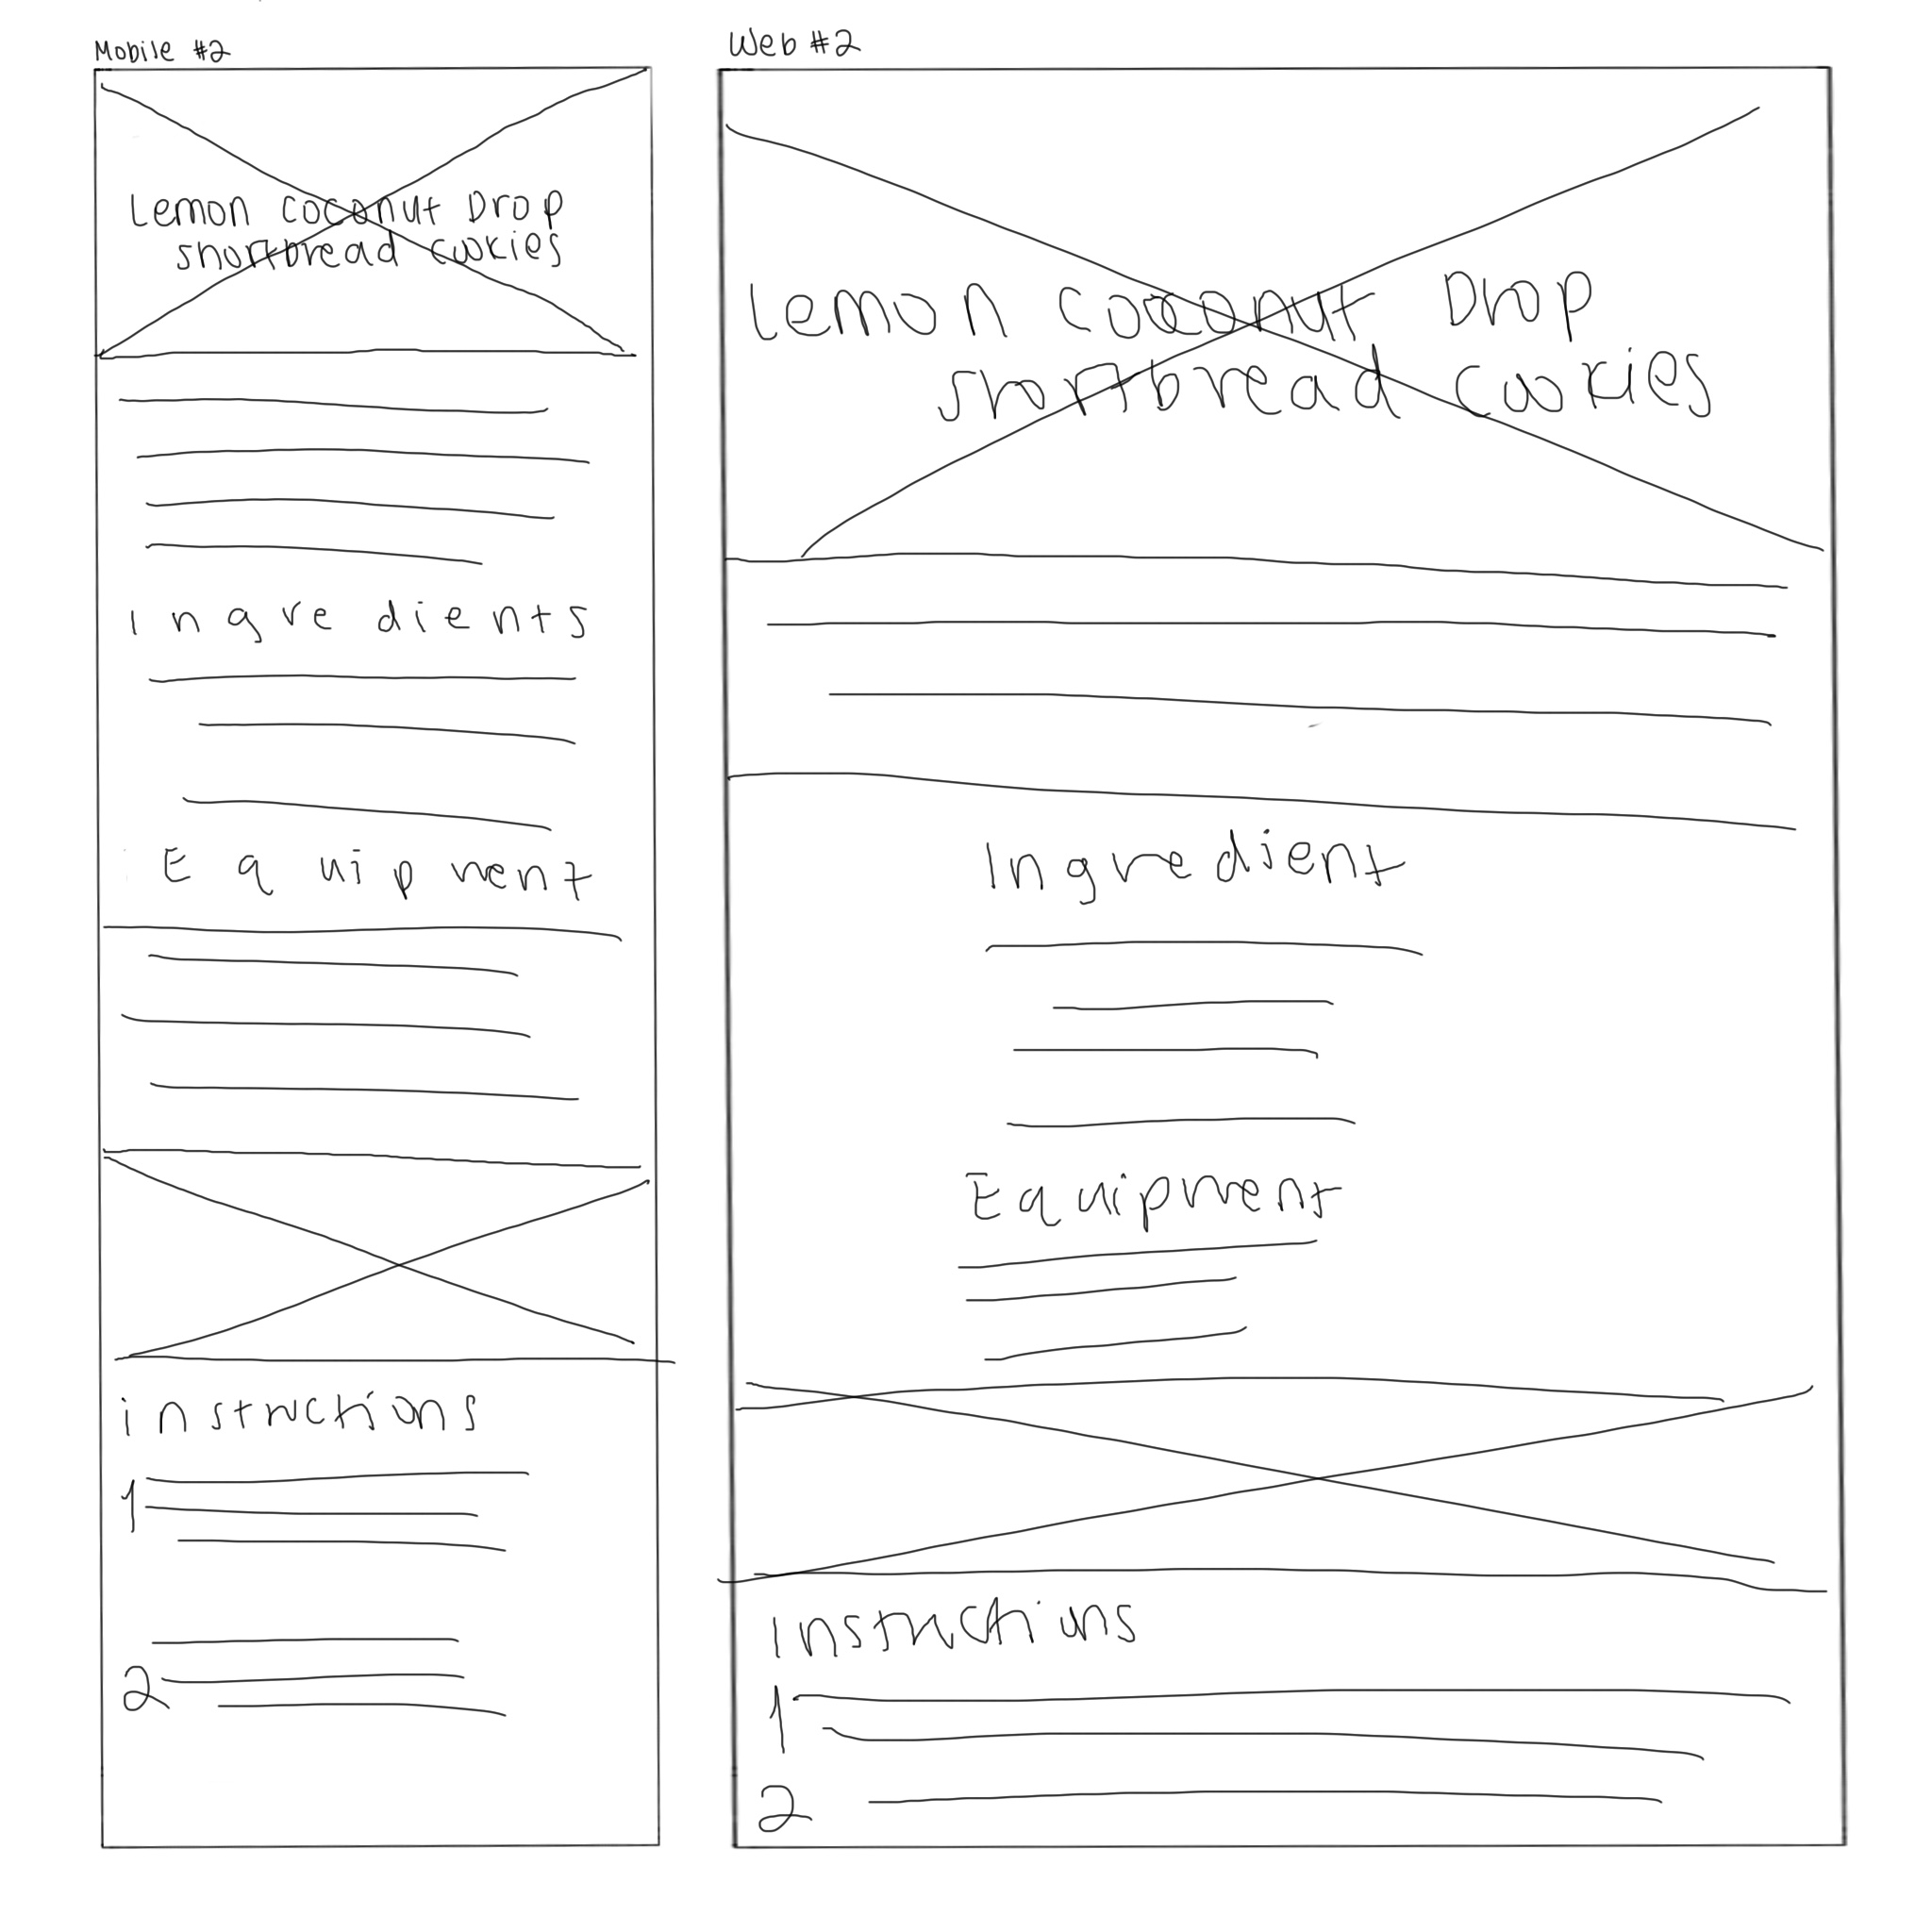 Mobile #2
Lemon Coconut Drop
shortbread cookies
Ingredients
Equipment
instructions
1
2
Web #2
Lemon Coconut Drop
Shortbread Cookies
Ingredient
Equipment
Instructions
1
2